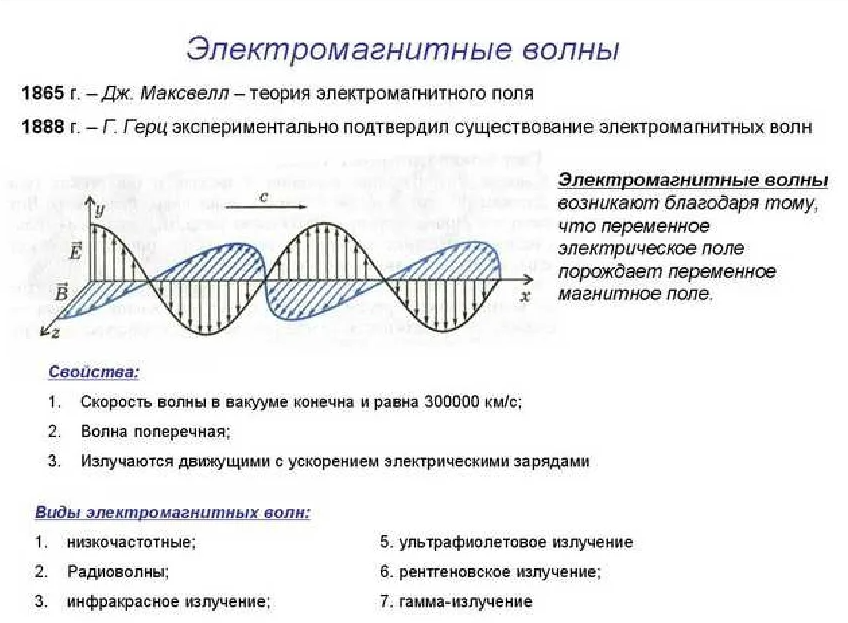 Электромагнитные волны
1865 г. – Дж. Максвелл – теория электромагнитного поля
1888 г. – Г. Герц экспериментально подтвердил существование электромагнитных волн
Электромагнитные волны
возникают благодаря тому,
что переменное
электрическое поле
порождает переменное
магнитное поле.
y
c
E
B
x
z
Свойства:
1. Скорость волны в вакууме конечна и равна 300000 км/с;
2. Волна поперечная;
3. Излучаются движущими с ускорением электрическими зарядами
Виды электромагнитных волн:
1. низкочастотные;
2. Радиоволны;
3. инфракрасное излучение;
5. ультрафиолетовое излучение
6. рентгеновское излучение;
7. гамма-излучение